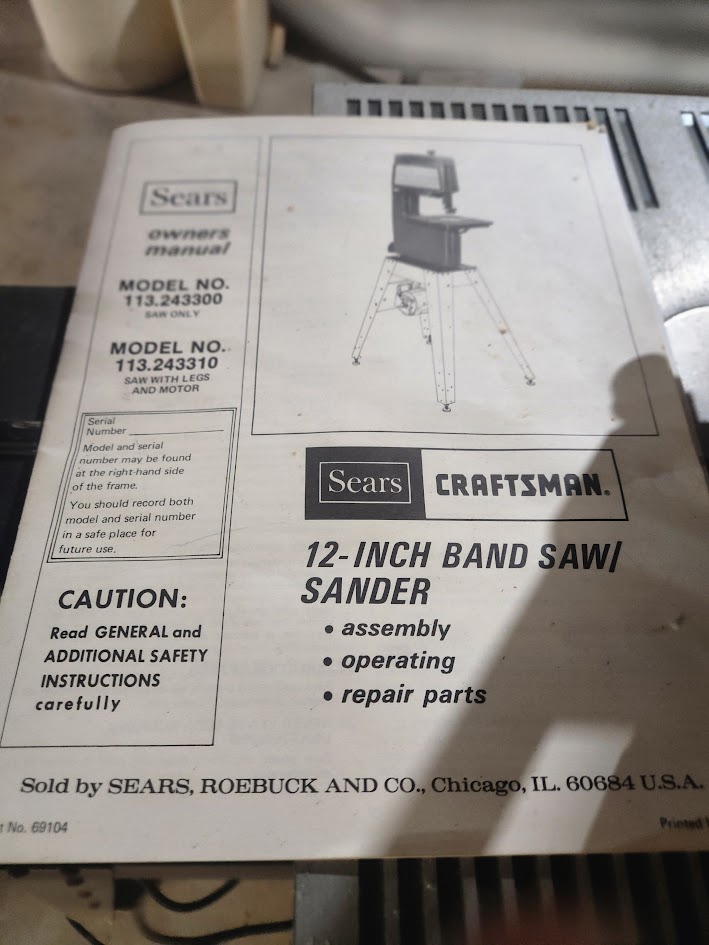 Sears
owners
manual
MODEL NO.
113.243300
SAW ONLY
MODEL NO.
113.243310
SAW WITH LEGS
AND MOTOR
Serial
Number
Model and serial
number may be found
at the right-hand side
of the frame.
You should record both
model and serial number
in a safe place for
future use.
CAUTION:
Read GENERAL and
ADDITIONAL SAFETY
INSTRUCTIONS
carefully
Sears CRAFTSMAN®
12-INCH BAND SAW/
SANDER
• assembly
• operating
• repair parts
Sold by SEARS, ROEBUCK AND CO., Chicago, IL. 60684 U.S.A.
No. 69104
Printed